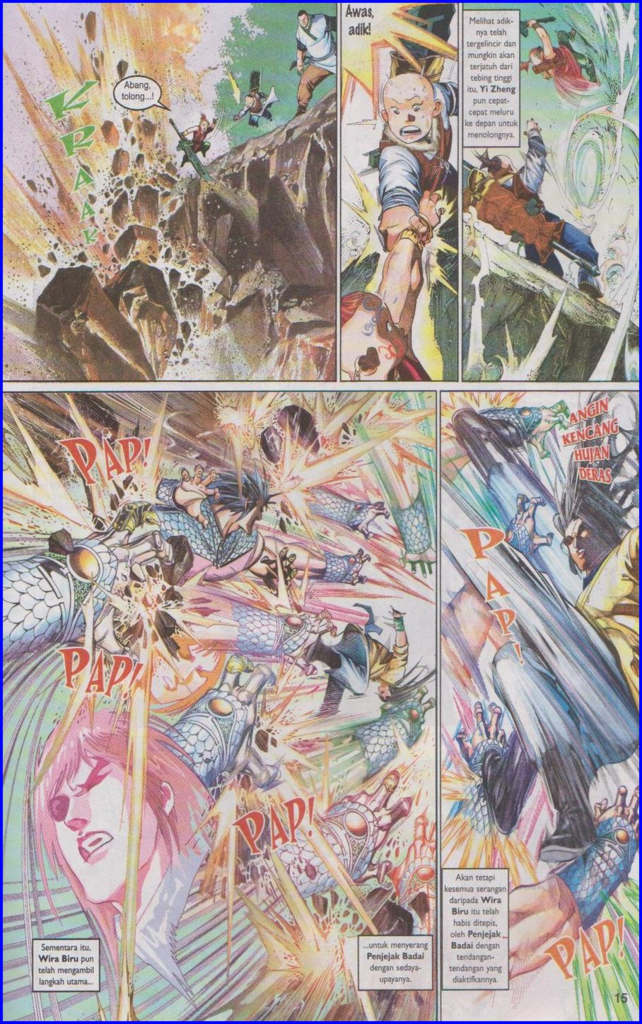 KRAAK
Abang,
tolong...!
Awas,
adik!
Melihat adik-
nya telah
tergelincir dan
mungkin akan
terjatuh dari
tebing tinggi
itu, Yi Zheng
pun cepat-
cepat meluru
ke depan untuk
menolongnya.
PAP!
PAP!
PAP!
Sementara itu,
Wira Biru pun
telah mengambil
langkah utama...
...untuk menyerang
Penjejak Badai
dengan sedaya-
upayanya.
ANGIN
KENCANG
HUJAN
DERAS
PAP!
Akan tetapi
kesemua serangan
daripada Wira
Biru itu telah
habis ditepis,
oleh Penjejak
Badai dengan
tendangan-
tendangan yang
diaktifkannya.
PAP!
15